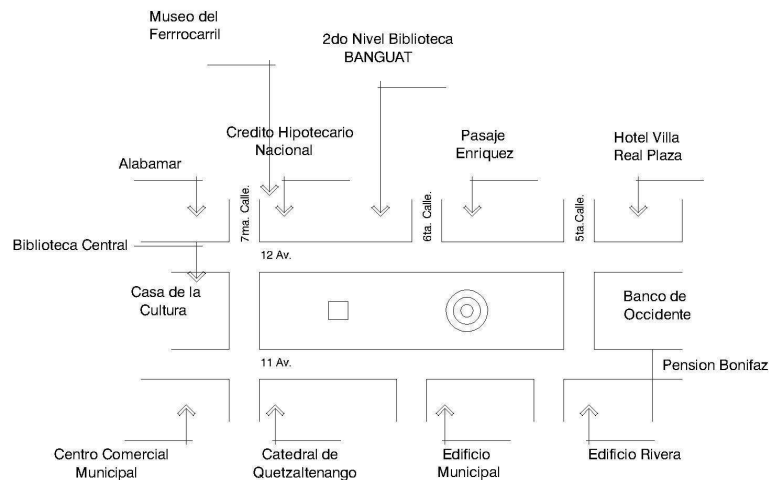 Museo del
Ferrrocarril
2do Nivel Biblioteca
BANGUAT
Credito Hipotecario
Nacional
Pasaje
Enriquez
Hotel Villa
Real Plaza
Alabamar
7ma. Calle.
6ta. Calle.
5ta.Calle.
Biblioteca Central
12 Av.
Casa de la
Cultura
Banco de
Occidente
11 Av.
Pension Bonifaz
Centro Comercial
Municipal
Catedral de
Quetzaltenango
Edificio
Municipal
Edificio Rivera